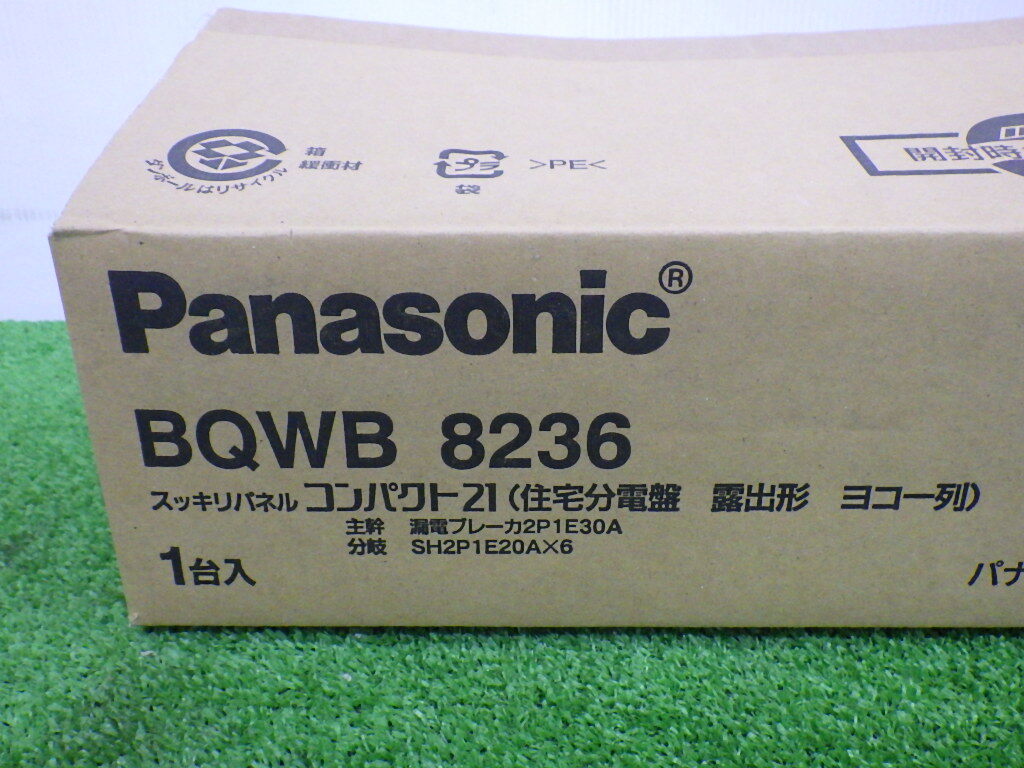 ダンボールはリサイクル
箱
緩衝材
プラ
袋
>PE<
開封時
Panasonic®
BQWB 8236
スッキリパネル コンパクト21(住宅分電盤 露出形 ヨコ一列)
主幹 漏電ブレーカ2P1E30A
分岐 SH2P1E20A×6
1台入
パナ